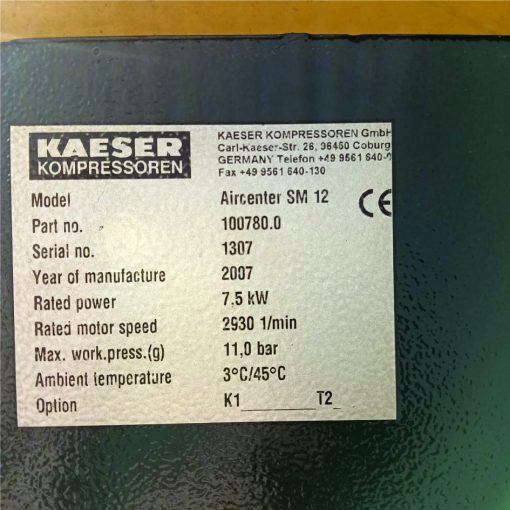 KAESER
KOMPRESSOREN
KAESER KOMPRESSOREN GmbH
Carl-Kaeser-Str. 26, 96450 Coburg
GERMANY Telefon +49 9561 640-0
Fax +49 9561 640-130
CE
Model Aircenter SM 12
Part no. 100780.0
Serial no. 1307
Year of manufacture 2007
Rated power 7,5 kW
Rated motor speed 2930 1/min
Max. work.press.(g) 11,0 bar
Ambient temperature 3°C/45°C
Option K1________T2_